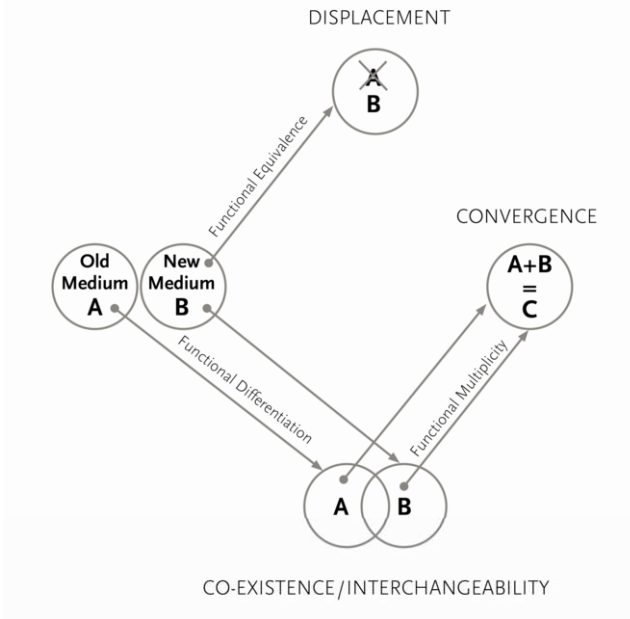 DISPLACEMENT
A
B
Functional Equivalence
CONVERGENCE
Old
Medium
A
New
Medium
B
A+B
=
C
Functional Differentiation
Functional Multiplicity
A
B
CO-EXISTENCE/INTERCHANGEABILITY